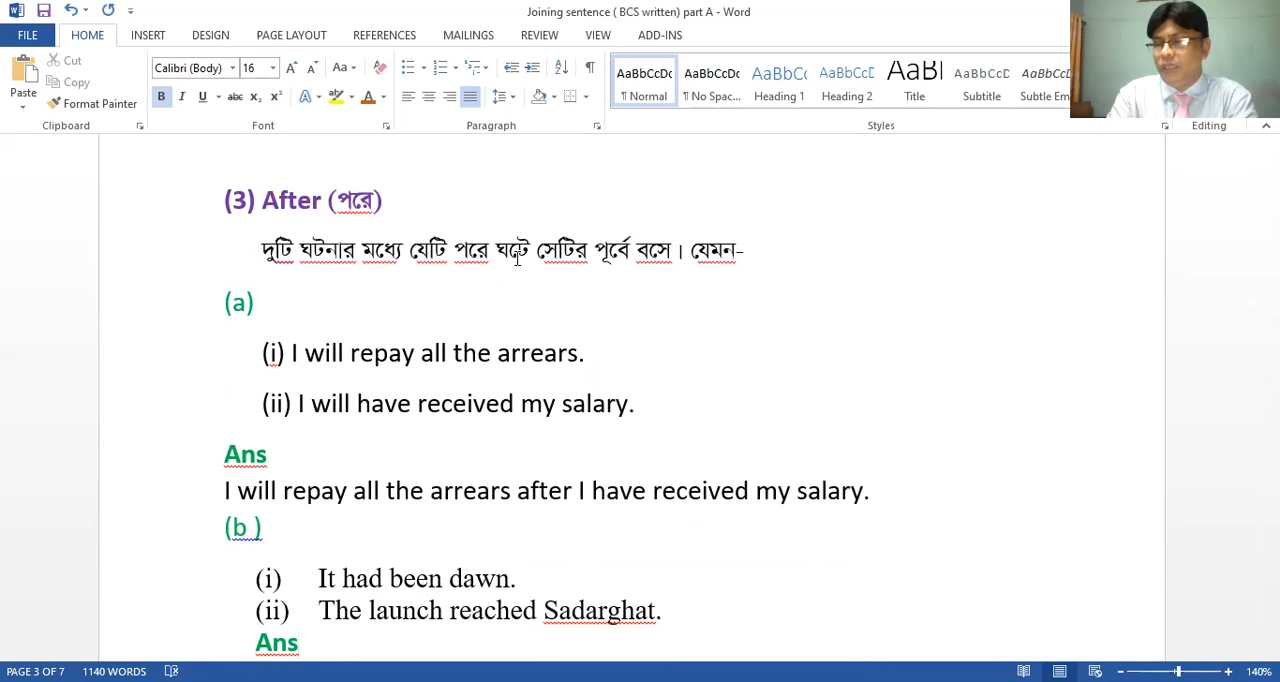 Joining sentence ( BCS written) part A - Word
FILE HOME INSERT DESIGN PAGE LAYOUT REFERENCES MAILINGS REVIEW VIEW ADD-INS
Cut
Copy
Format Painter
Paste
Calibri (Body) 16
AaBbCcDc AaBbCcDc AaBbCc AaBbCcC AaBl AaBbCcD AaBbCcDc
¶ Normal ¶ No Spac... Heading 1 Heading 2 Title Subtitle Subtle Em
Clipboard Font Paragraph Styles Editing
(3) After (পরে)
দুটি ঘটনার মধ্যে যেটি পরে ঘটে সেটির পূর্বে বসে। যেমন-
(a)
(i) I will repay all the arrears.
(ii) I will have received my salary.
Ans
I will repay all the arrears after I have received my salary.
(b )
(i) It had been dawn.
(ii) The launch reached Sadarghat.
Ans
PAGE 3 OF 7 1140 WORDS 140%